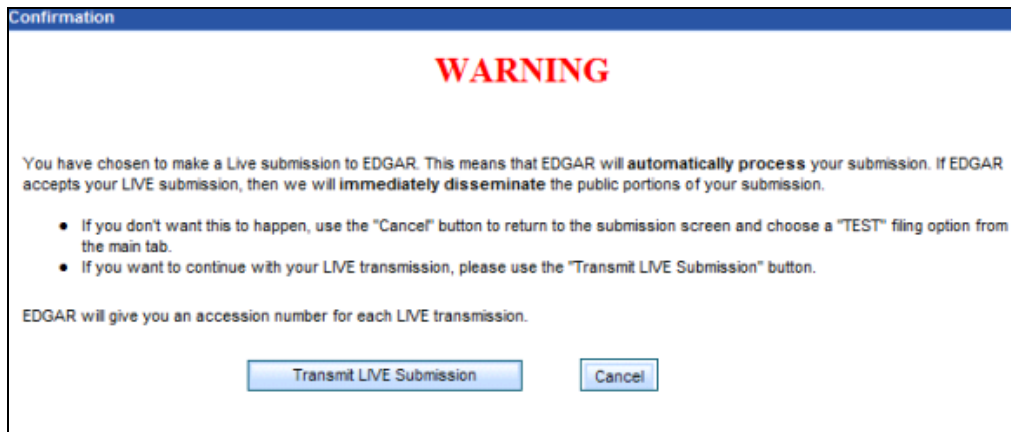 Confirmation
WARNING
You have chosen to make a Live submission to EDGAR. This means that EDGAR will automatically process your submission. If EDGAR
accepts your LIVE submission, then we will immediately disseminate the public portions of your submission.
● If you don't want this to happen, use the "Cancel" button to return to the submission screen and choose a "TEST" filing option from
the main tab.
● If you want to continue with your LIVE transmission, please use the "Transmit LIVE Submission" button.
EDGAR will give you an accession number for each LIVE transmission.
Transmit LIVE Submission Cancel